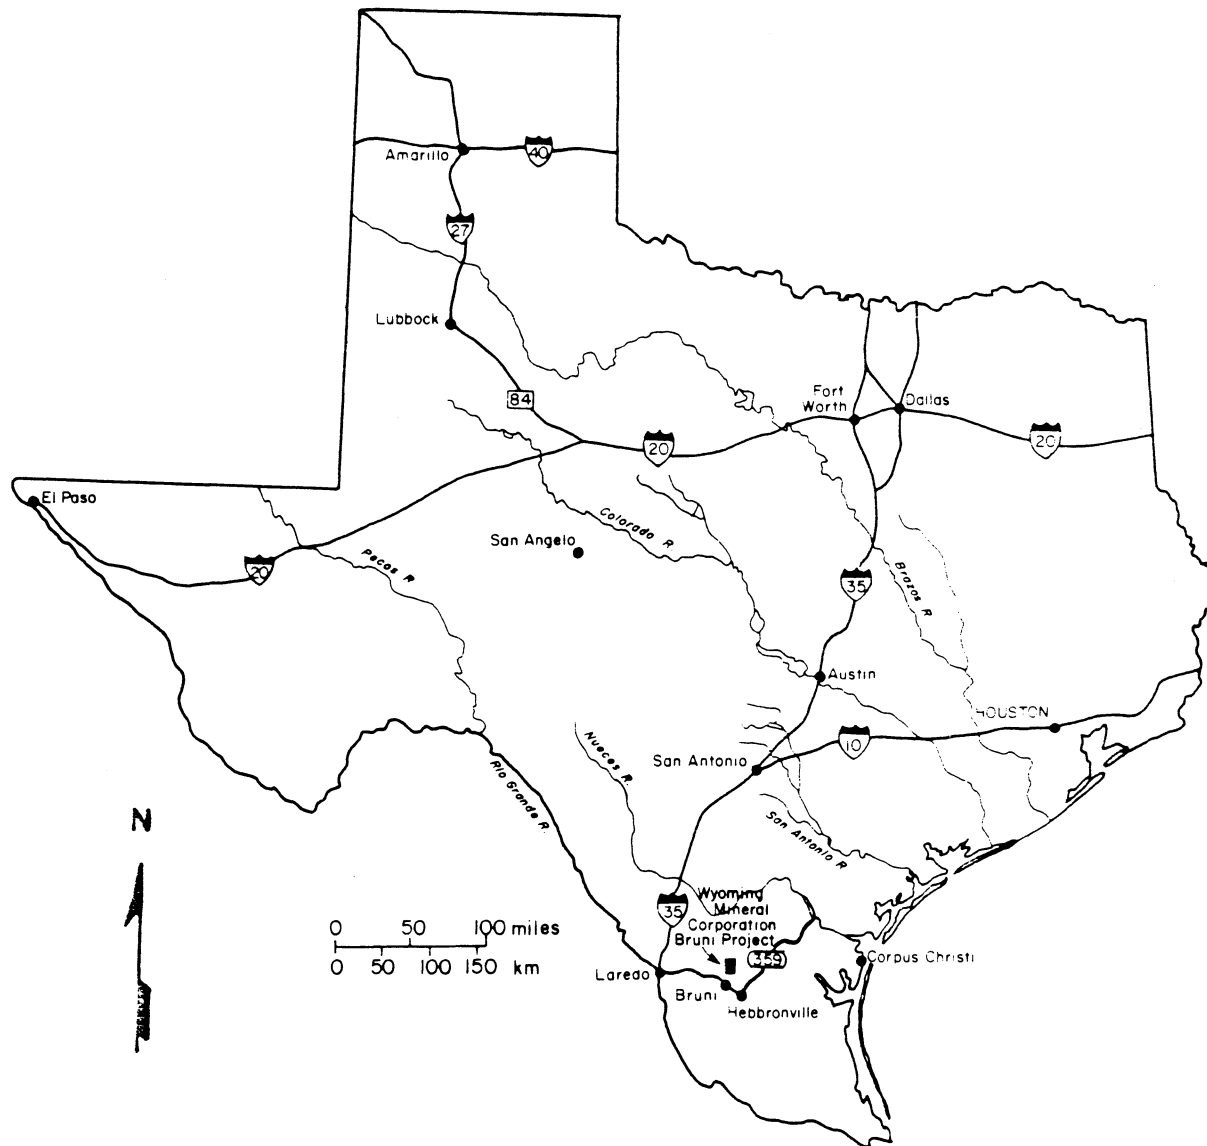 Amarillo
40
27
Lubbock
84
Fort
Worth
Dallas
20
20
El Paso
San Angelo
Colorado R.
20
Pecos R.
35
Brazos R.
Austin
HOUSTON
Nueces R.
San Antonio
10
Rio Grande R.
N
San Antonio R.
35
Wyoming
Mineral
Corporation
Bruni Project
0 50 100 miles
0 50 100 150 km
359
Corpus Christi
Laredo
Bruni
Hebbronville